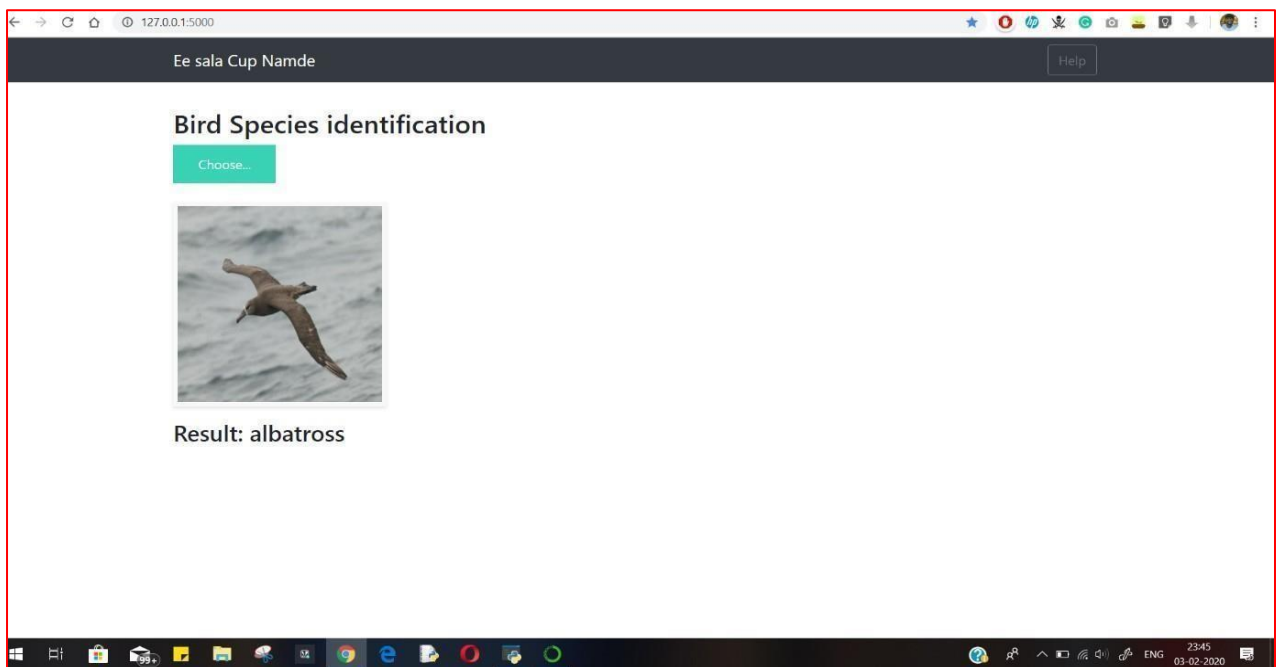 127.0.0.1:5000
Ee sala Cup Namde
Help
Bird Species identification
Choose...
Result: albatross
99+
ENG
23:45
03-02-2020